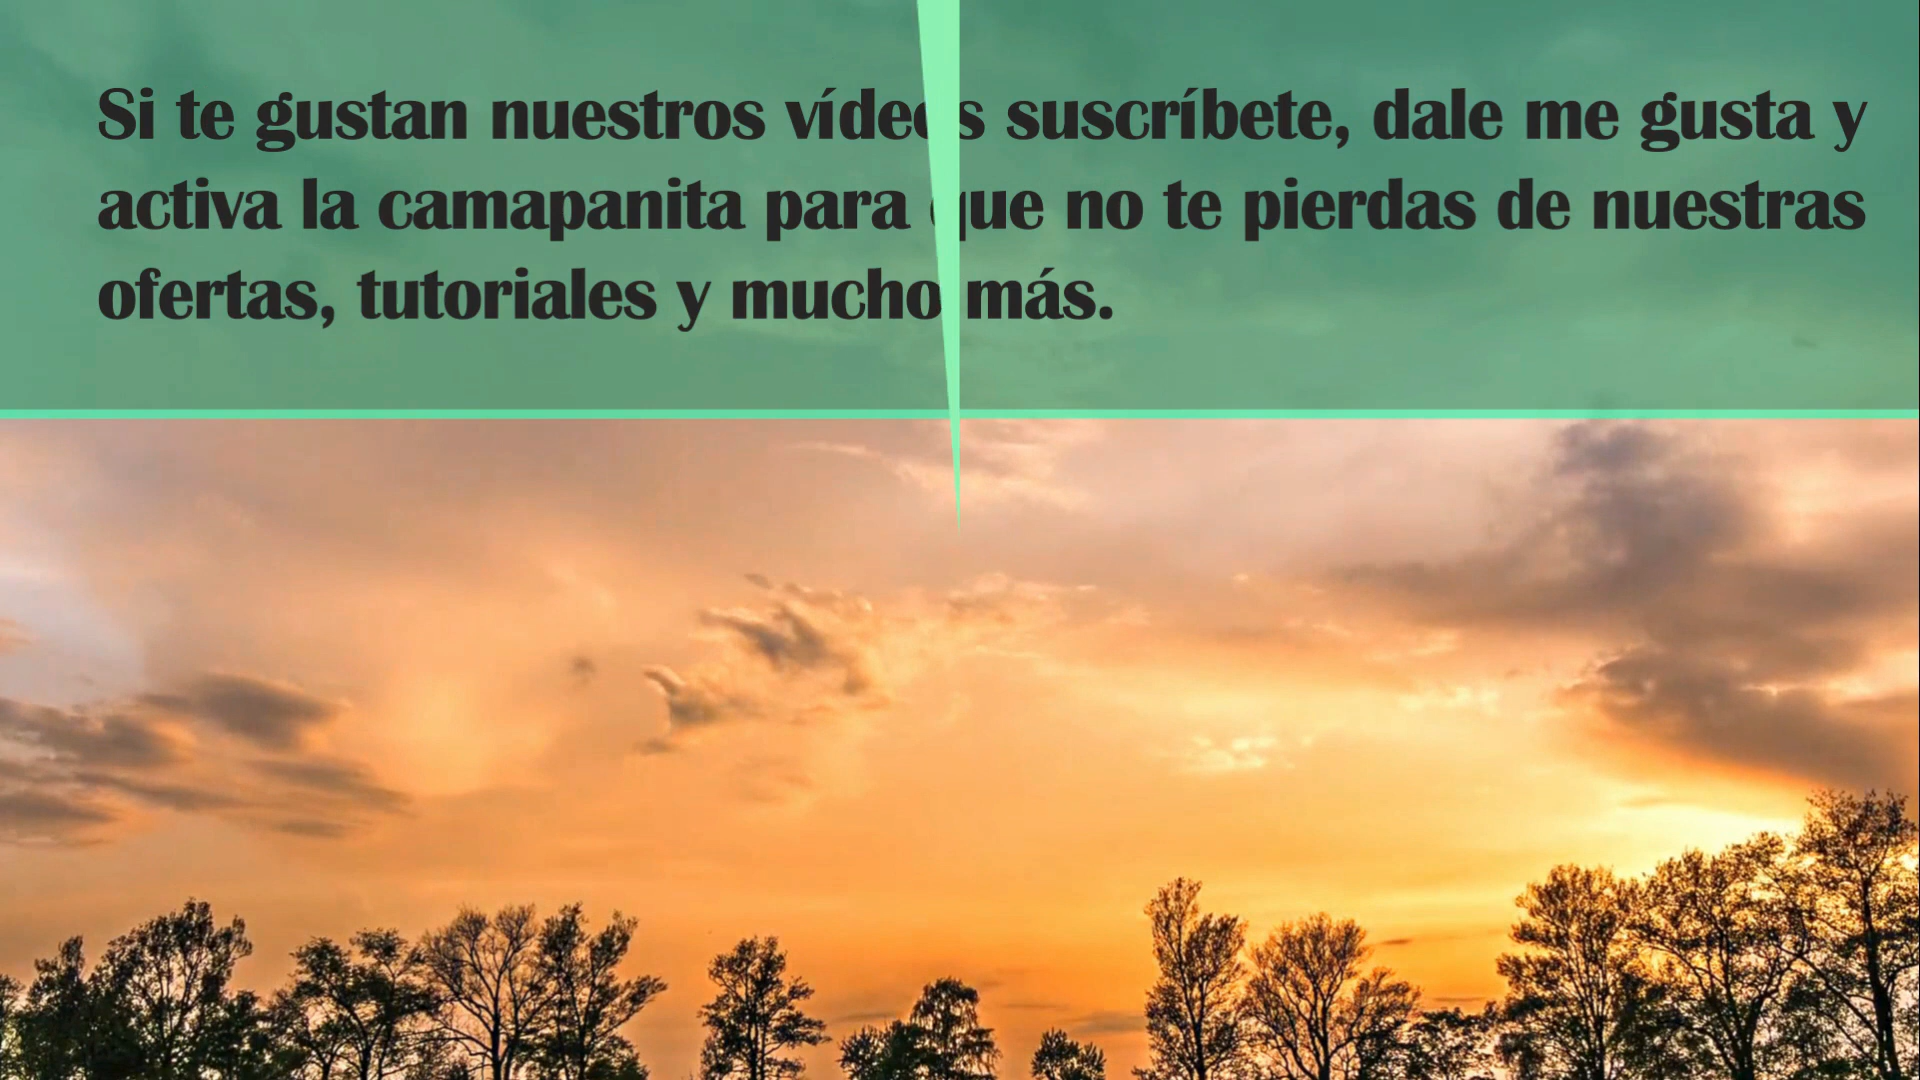 Si te gustan nuestros vídeos suscríbete, dale me gusta y
activa la camapanita para que no te pierdas de nuestras
ofertas, tutoriales y mucho más.